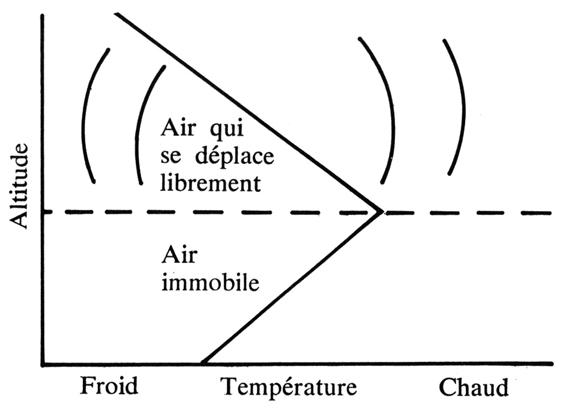 Air qui
se déplace
librement
Air
immobile
Altitude
Froid Température Chaud